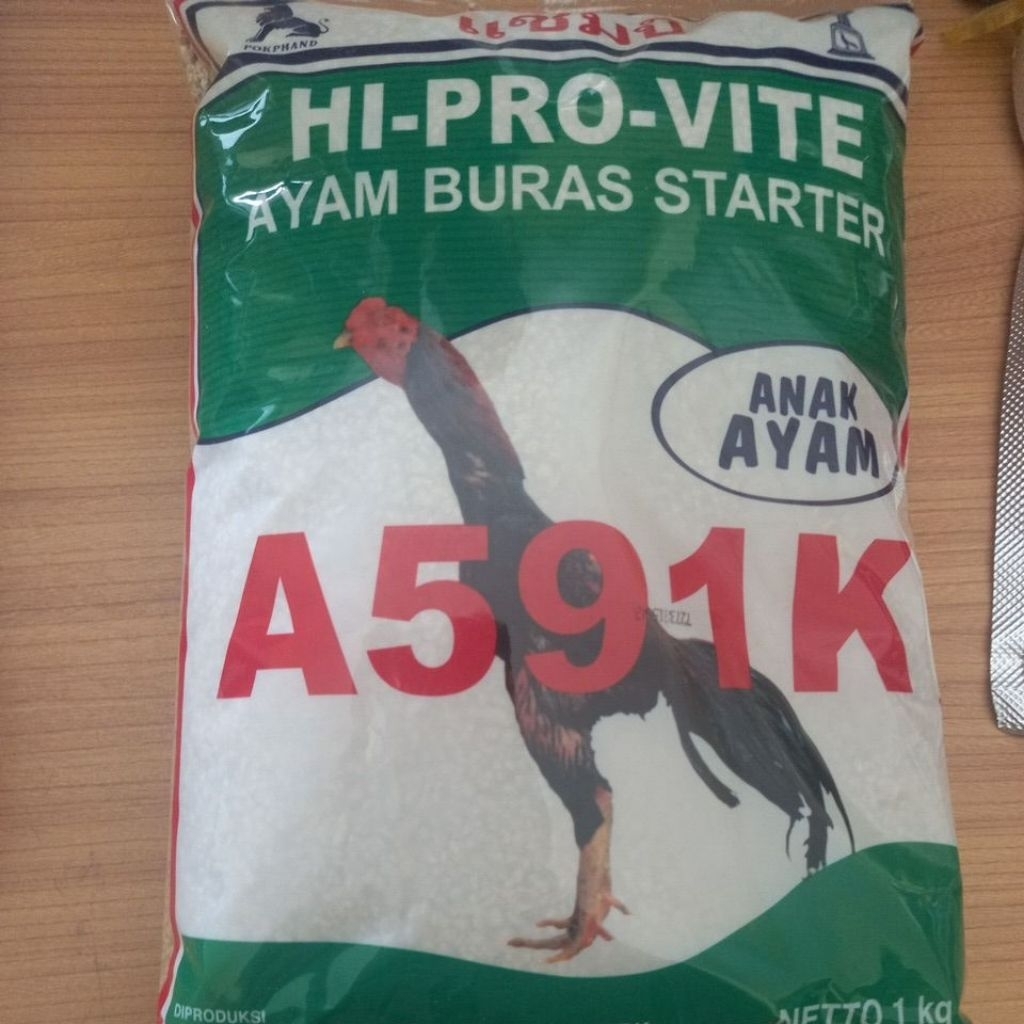 POKPHAND
HI-PRO-VITE
AYAM BURAS STARTER
ANAK
AYAM
A591K
DIPRODUKSI
NETTO 1 kg